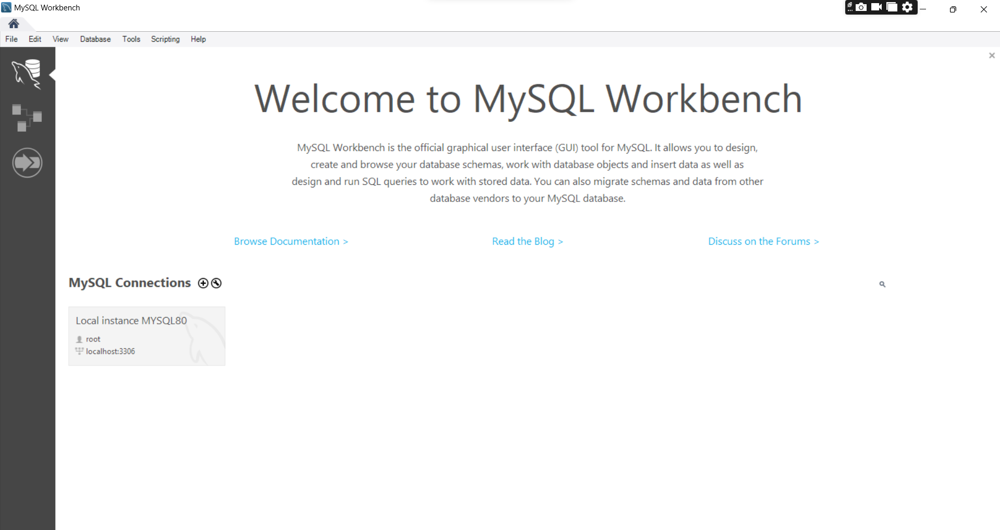 MySQL Workbench
File Edit View Database Tools Scripting Help
Welcome to MySQL Workbench
MySQL Workbench is the official graphical user interface (GUI) tool for MySQL. It allows you to design,
create and browse your database schemas, work with database objects and insert data as well as
design and run SQL queries to work with stored data. You can also migrate schemas and data from other
database vendors to your MySQL database.
Browse Documentation > Read the Blog > Discuss on the Forums >
MySQL Connections
Local instance MYSQL80
root
localhost:3306